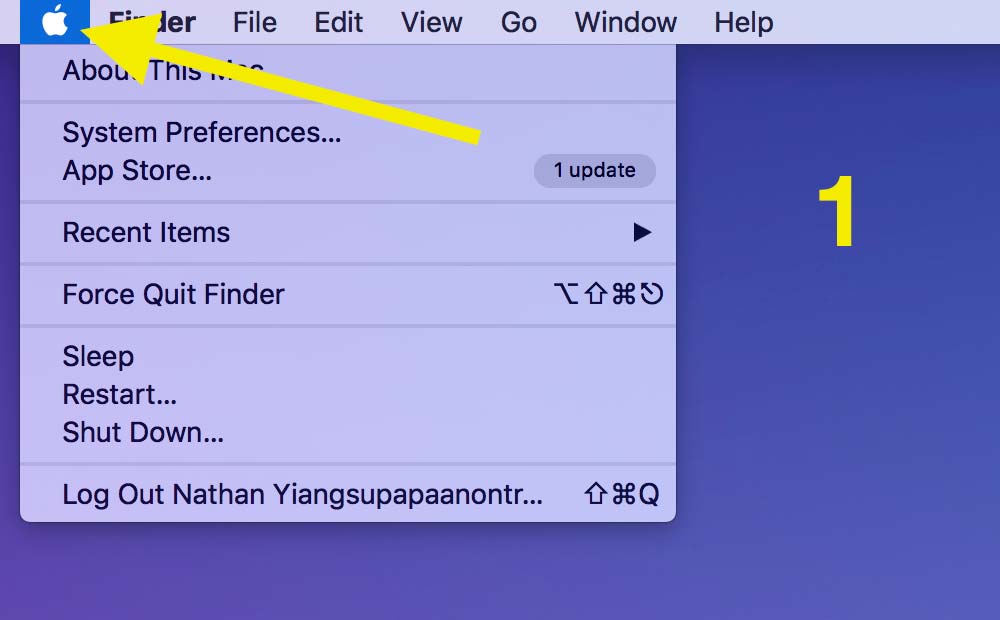 Finder File Edit View Go Window Help
About This Mac
System Preferences...
App Store... 1 update
Recent Items ▶
Force Quit Finder ⌥⇧⌘⎋
Sleep
Restart...
Shut Down...
Log Out Nathan Yiangsupapaanontr... ⇧⌘Q
1